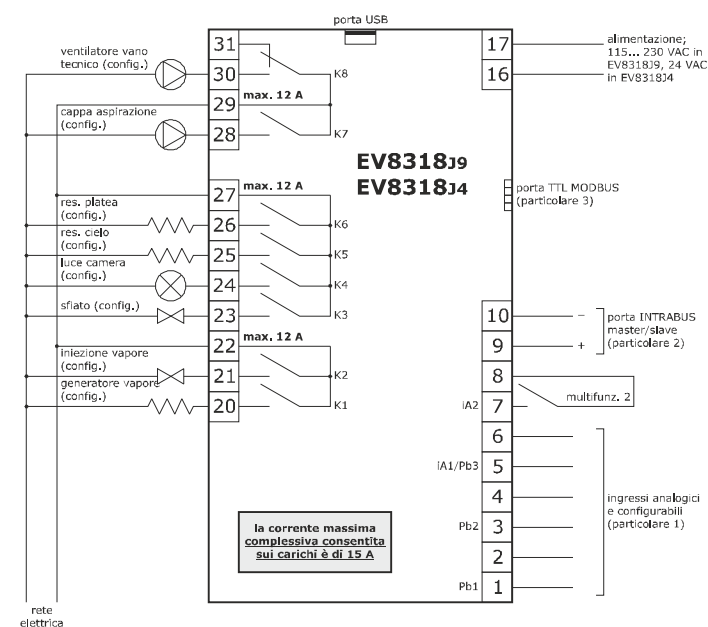 porta USB
ventilatore vano
tecnico (config.)
31
30
K8
29
max. 12 A
cappa aspirazione
(config.)
28
K7
17
16
alimentazione;
115... 230 VAC in
EV8318J9, 24 VAC
in EV8318J4
EV8318J9
EV8318J4
porta TTL MODBUS
(particolare 3)
27
max. 12 A
res. platea
(config.)
26
K6
res. cielo
(config.)
25
K5
luce camera
(config.)
24
K4
sfiato (config.)
23
K3
22
max. 12 A
iniezione vapore
(config.)
21
K2
generatore vapore
(config.)
20
K1
10
−
9
+
porta INTRABUS
master/slave
(particolare 2)
8
multifunz. 2
iA2
7
6
iA1/Pb3
5
4
Pb2
3
2
Pb1
1
ingressi analogici
e configurabili
(particolare 1)
la corrente massima
complessiva consentita
sui carichi è di 15 A
rete
elettrica